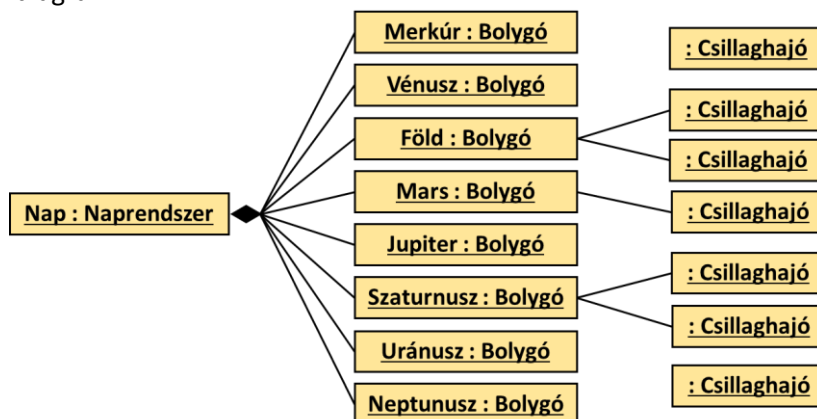 Merkúr : Bolygó
: Csillaghajó
Vénusz : Bolygó
: Csillaghajó
Föld : Bolygó
: Csillaghajó
Mars : Bolygó
: Csillaghajó
Nap : Naprendszer
Jupiter : Bolygó
: Csillaghajó
Szaturnusz : Bolygó
: Csillaghajó
Uránusz : Bolygó
: Csillaghajó
Neptunusz : Bolygó